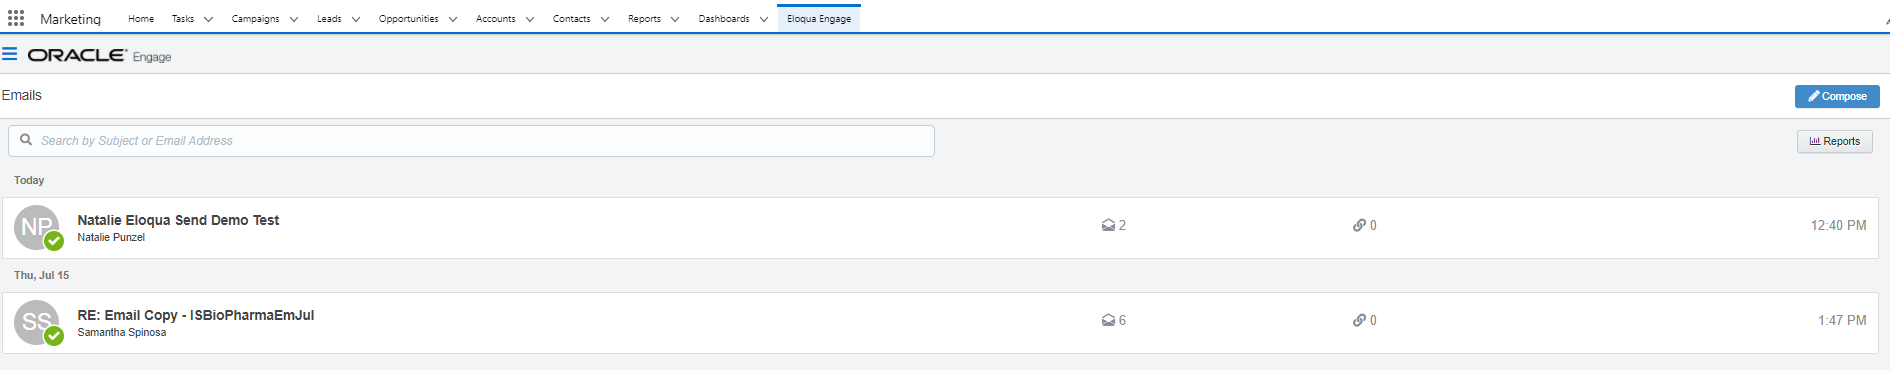 Marketing Home Tasks Campaigns Leads Opportunities Accounts Contacts Reports Dashboards Eloqua Engage
ORACLE Engage
Emails Compose
Search by Subject or Email Address Reports
Today
NP Natalie Eloqua Send Demo Test 2 0 12:40 PM
Natalie Punzel
Thu, Jul 15
SS RE: Email Copy - ISBioPharmaEmJul 6 0 1:47 PM
Samantha Spinosa